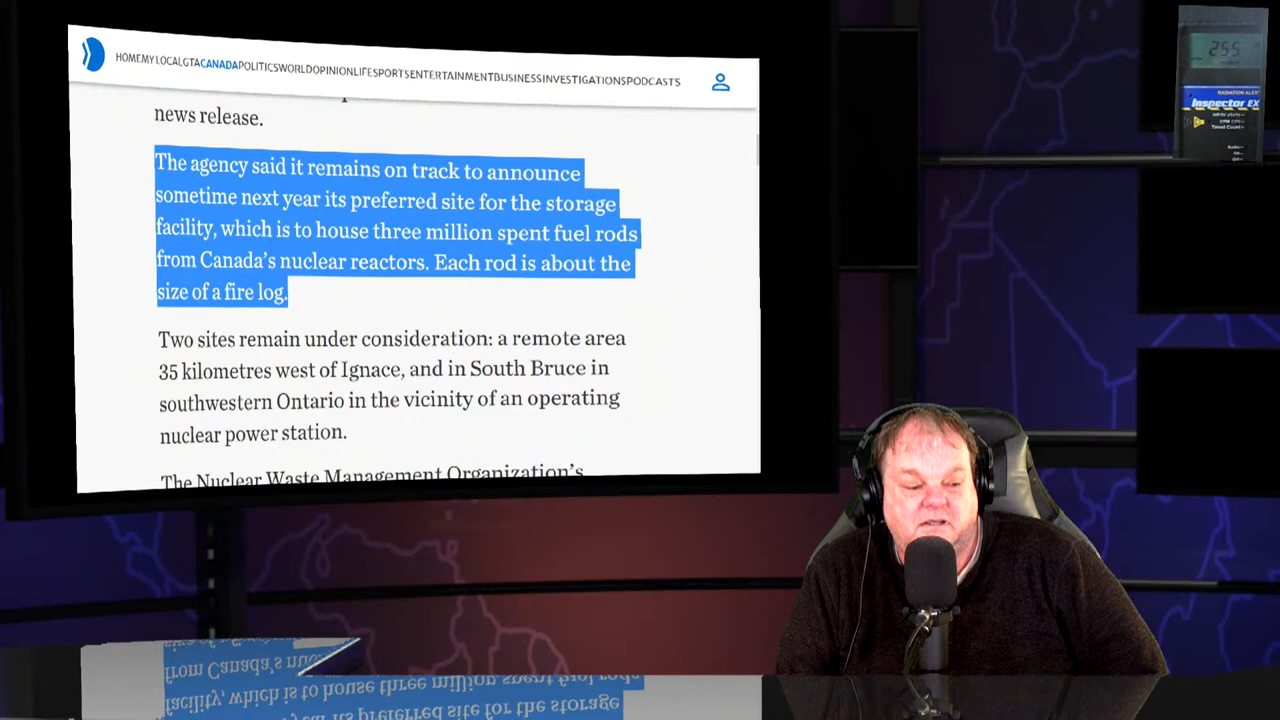 HOMEMY LOCALGTACANADAPOLITICSWORLDOPINIONLIFESPORTSENTERTAINMENTBUSINESSINVESTIGATIONSPODCASTS
news release.
The agency said it remains on track to announce
sometime next year its preferred site for the storage
facility, which is to house three million spent fuel rods
from Canada's nuclear reactors. Each rod is about the
size of a fire log.
Two sites remain under consideration: a remote area
35 kilometres west of Ignace, and in South Bruce in
southwestern Ontario in the vicinity of an operating
nuclear power station.
The Nuclear Waste Management Organization's
255
RADIATION ALERT
Inspector EX